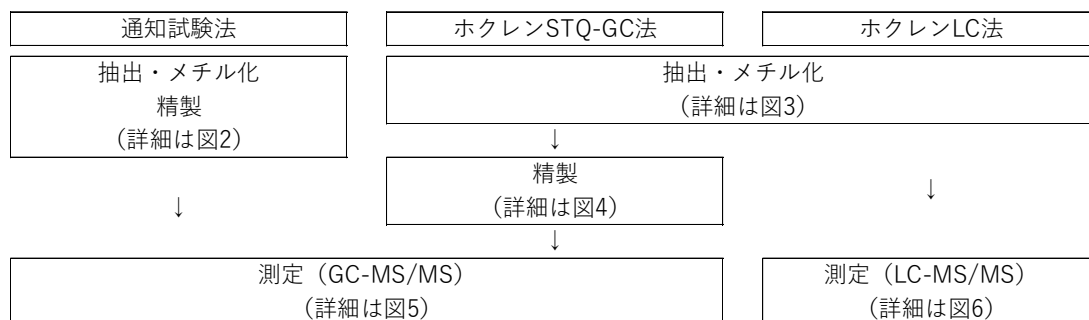 通知試験法
ホクレンSTQ-GC法
ホクレンLC法
抽出・メチル化
精製
(詳細は図2)
抽出・メチル化
(詳細は図3)
↓
精製
(詳細は図4)
↓
↓
↓
測定（GC-MS/MS）
(詳細は図5)
測定（LC-MS/MS）
(詳細は図6)